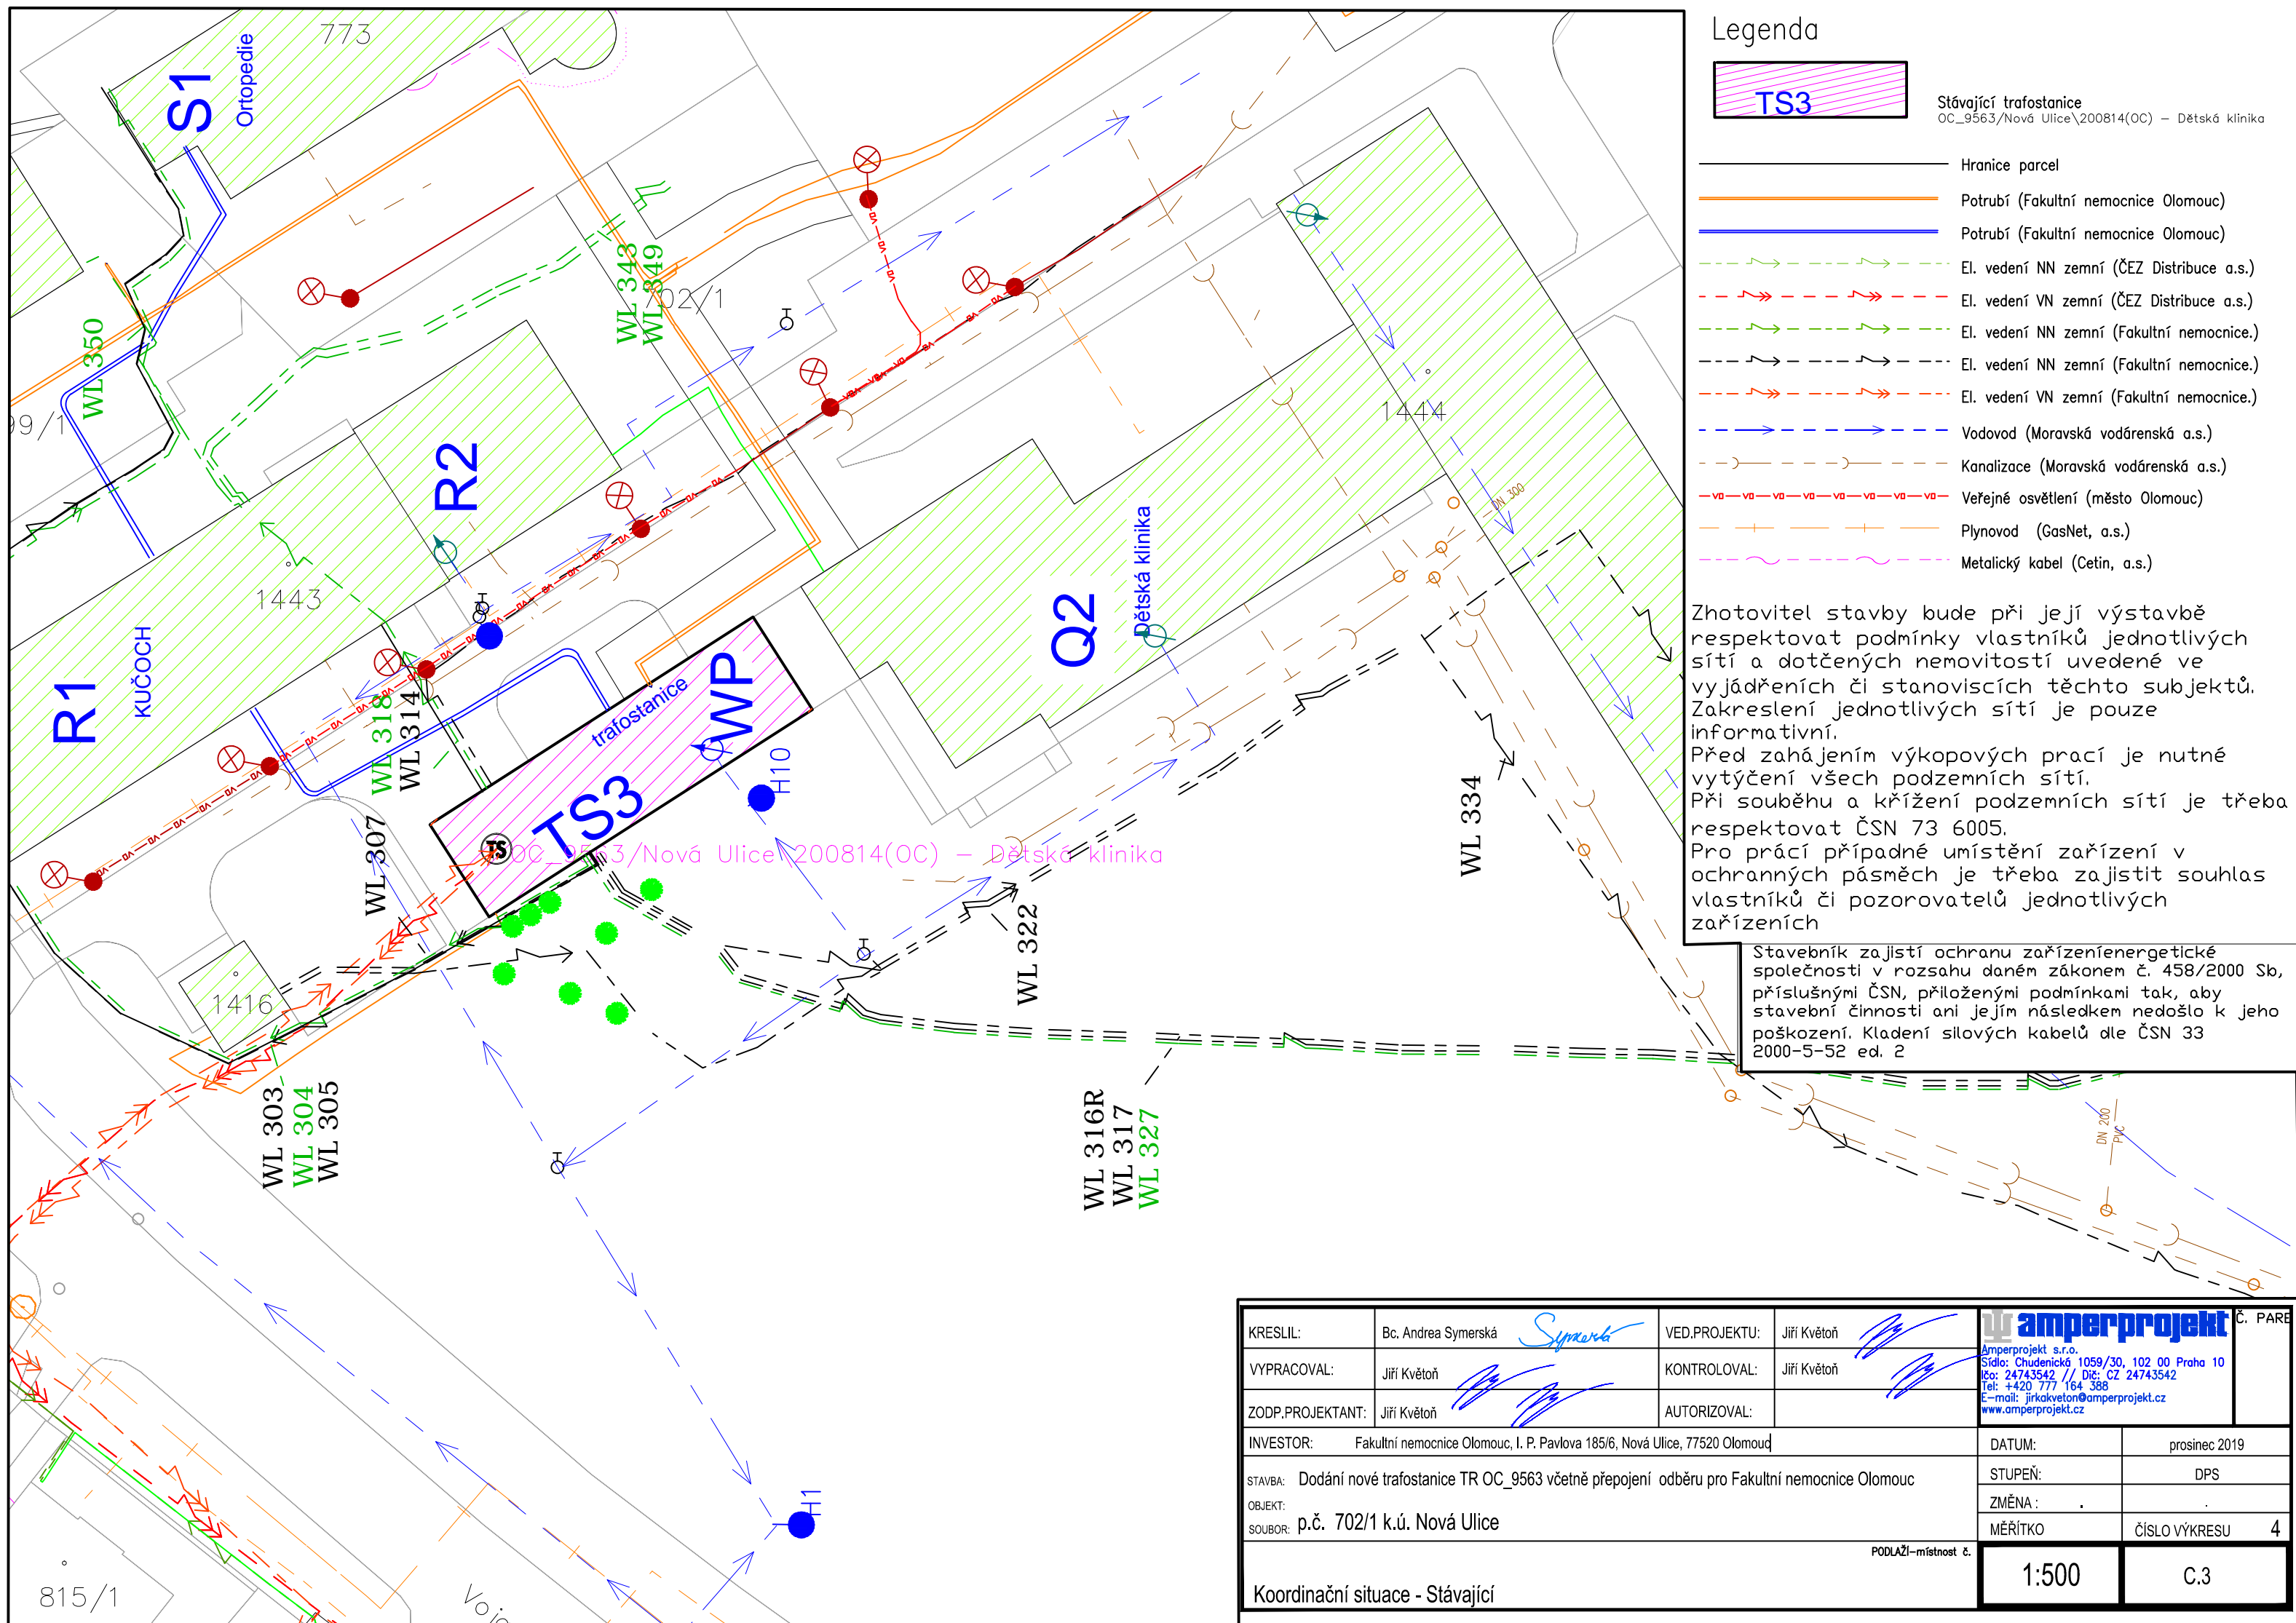 773
S1
Ortopedie
WL 350
WL 343
WL 349
702/1
99/1
R2
1443
R1
KUČOCH
WL 318
WL 314
WL 307
trafostanice
WP
TS3
TS
H10
OC_9563/Nová Ulice\200814(OC) – Dětská klinika
Q2
Dětská klinika
1444
DN 300
WL 334
WL 322
1416
WL 303
WL 304
WL 305
WL 316R
WL 317
WL 327
DN 200
PVC
H1
815/1
Legenda
TS3
Stávající trafostanice
OC_9563/Nová Ulice\200814(OC) – Dětská klinika
Hranice parcel
Potrubí (Fakultní nemocnice Olomouc)
Potrubí (Fakultní nemocnice Olomouc)
El. vedení NN zemní (ČEZ Distribuce a.s.)
El. vedení VN zemní (ČEZ Distribuce a.s.)
El. vedení NN zemní (Fakultní nemocnice.)
El. vedení NN zemní (Fakultní nemocnice.)
El. vedení VN zemní (Fakultní nemocnice.)
Vodovod (Moravská vodárenská a.s.)
Kanalizace (Moravská vodárenská a.s.)
Veřejné osvětlení (město Olomouc)
Plynovod (GasNet, a.s.)
Metalický kabel (Cetin, a.s.)
Zhotovitel stavby bude při její výstavbě
respektovat podmínky vlastníků jednotlivých
sítí a dotčených nemovitostí uvedené ve
vyjádřeních či stanoviscích těchto subjektů.
Zakreslení jednotlivých sítí je pouze
informativní.
Před zahájením výkopových prací je nutné
vytýčení všech podzemních sítí.
Při souběhu a křížení podzemních sítí je třeba
respektovat ČSN 73 6005.
Pro prácí případné umístění zařízení v
ochranných pásměch je třeba zajistit souhlas
vlastníků či pozorovatelů jednotlivých
zařízeních
Stavebník zajistí ochranu zařízeníenergetické
společnosti v rozsahu daném zákonem č. 458/2000 Sb,
příslušnými ČSN, přiloženými podmínkami tak, aby
stavební činností ani jejím následkem nedošlo k jeho
poškození. Kladení silových kabelů dle ČSN 33
2000-5-52 ed. 2
KRESLIL: Bc. Andrea Symerská VED.PROJEKTU: Jiří Květoň
VYPRACOVAL: Jiří Květoň KONTROLOVAL: Jiří Květoň
ZODP.PROJEKTANT: Jiří Květoň AUTORIZOVAL:
amperprojekt
Č. PARE
Amperprojekt s.r.o.
Sídlo: Chudenická 1059/30, 102 00 Praha 10
Ičo: 24743542 // Dič: CZ 24743542
Tel: +420 777 164 388
E-mail: jirkakveton@amperprojekt.cz
www.amperprojekt.cz
INVESTOR: Fakultní nemocnice Olomouc, I. P. Pavlova 185/6, Nová Ulice, 77520 Olomouc
DATUM: prosinec 2019
STAVBA: Dodání nové trafostanice TR OC_9563 včetně přepojení odběru pro Fakultní nemocnice Olomouc
STUPEŇ: DPS
OBJEKT:
ZMĚNA : . .
SOUBOR: p.č. 702/1 k.ú. Nová Ulice
MĚŘÍTKO ČÍSLO VÝKRESU 4
PODLAŽÍ-místnost č.
1:500 C.3
Koordinační situace - Stávající